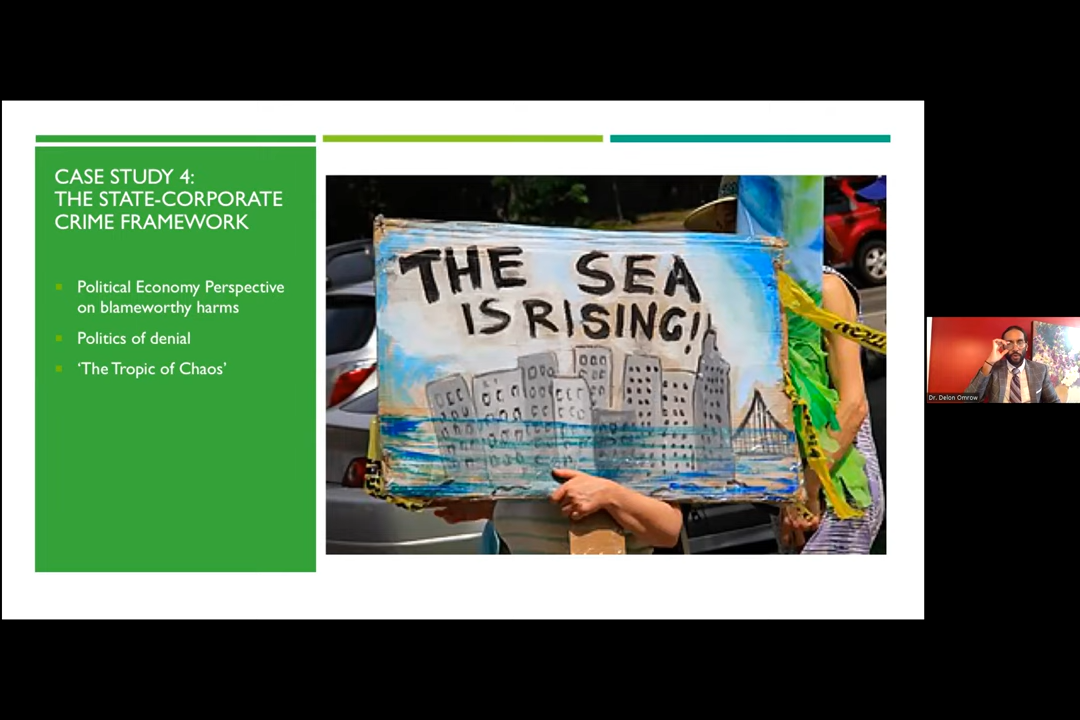 CASE STUDY 4:
THE STATE-CORPORATE
CRIME FRAMEWORK
Political Economy Perspective
on blameworthy harms
Politics of denial
‘The Tropic of Chaos’
THE SEA
IS RISING!
Dr. Delon Omrow